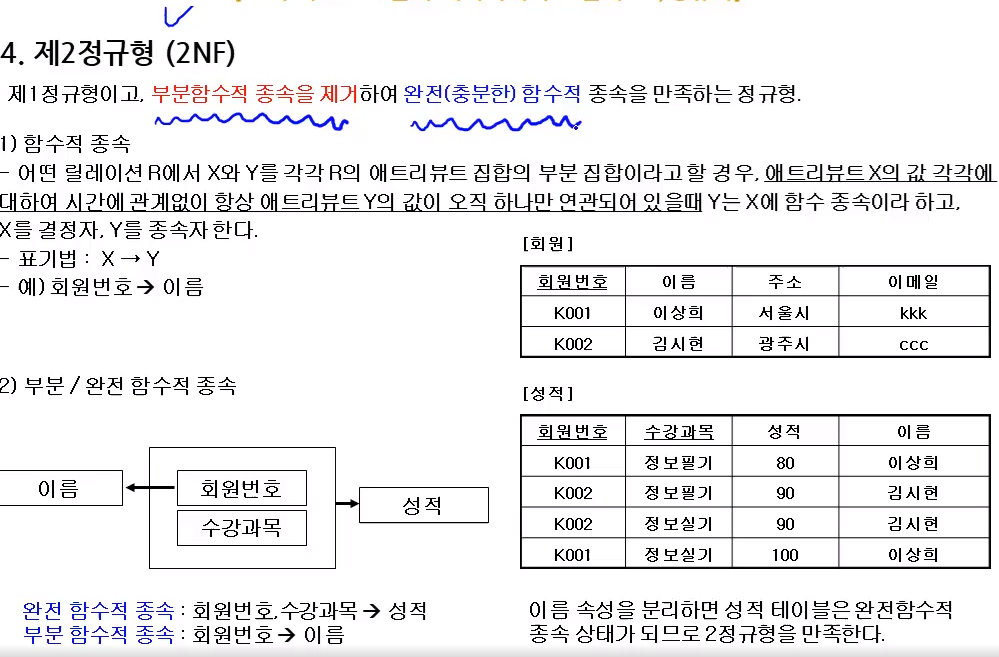 4. 제2정규형 (2NF)
제1정규형이고, 부분함수적 종속을 제거하여 완전(충분한) 함수적 종속을 만족하는 정규형.
1) 함수적 종속
- 어떤 릴레이션 R에서 X와 Y를 각각 R의 애트리뷰트 집합의 부분 집합이라고 할 경우, 애트리뷰트 X의 값 각각에
대하여 시간에 관계없이 항상 애트리뷰트 Y의 값이 오직 하나만 연관되어 있을때 Y는 X에 함수 종속이라 하고,
X를 결정자, Y를 종속자 한다.
- 표기법 : X → Y
- 예) 회원번호 → 이름
[회원]
회원번호 이름 주소 이메일
K001 이상희 서울시 kkk
K002 김시현 광주시 ccc
2) 부분 / 완전 함수적 종속
이름 회원번호 성적
수강과목
완전 함수적 종속 : 회원번호,수강과목 → 성적
부분 함수적 종속 : 회원번호 → 이름
[성적]
회원번호 수강과목 성적 이름
K001 정보필기 80 이상희
K002 정보필기 90 김시현
K002 정보실기 90 김시현
K001 정보실기 100 이상희
이름 속성을 분리하면 성적 테이블은 완전함수적
종속 상태가 되므로 2정규형을 만족한다.